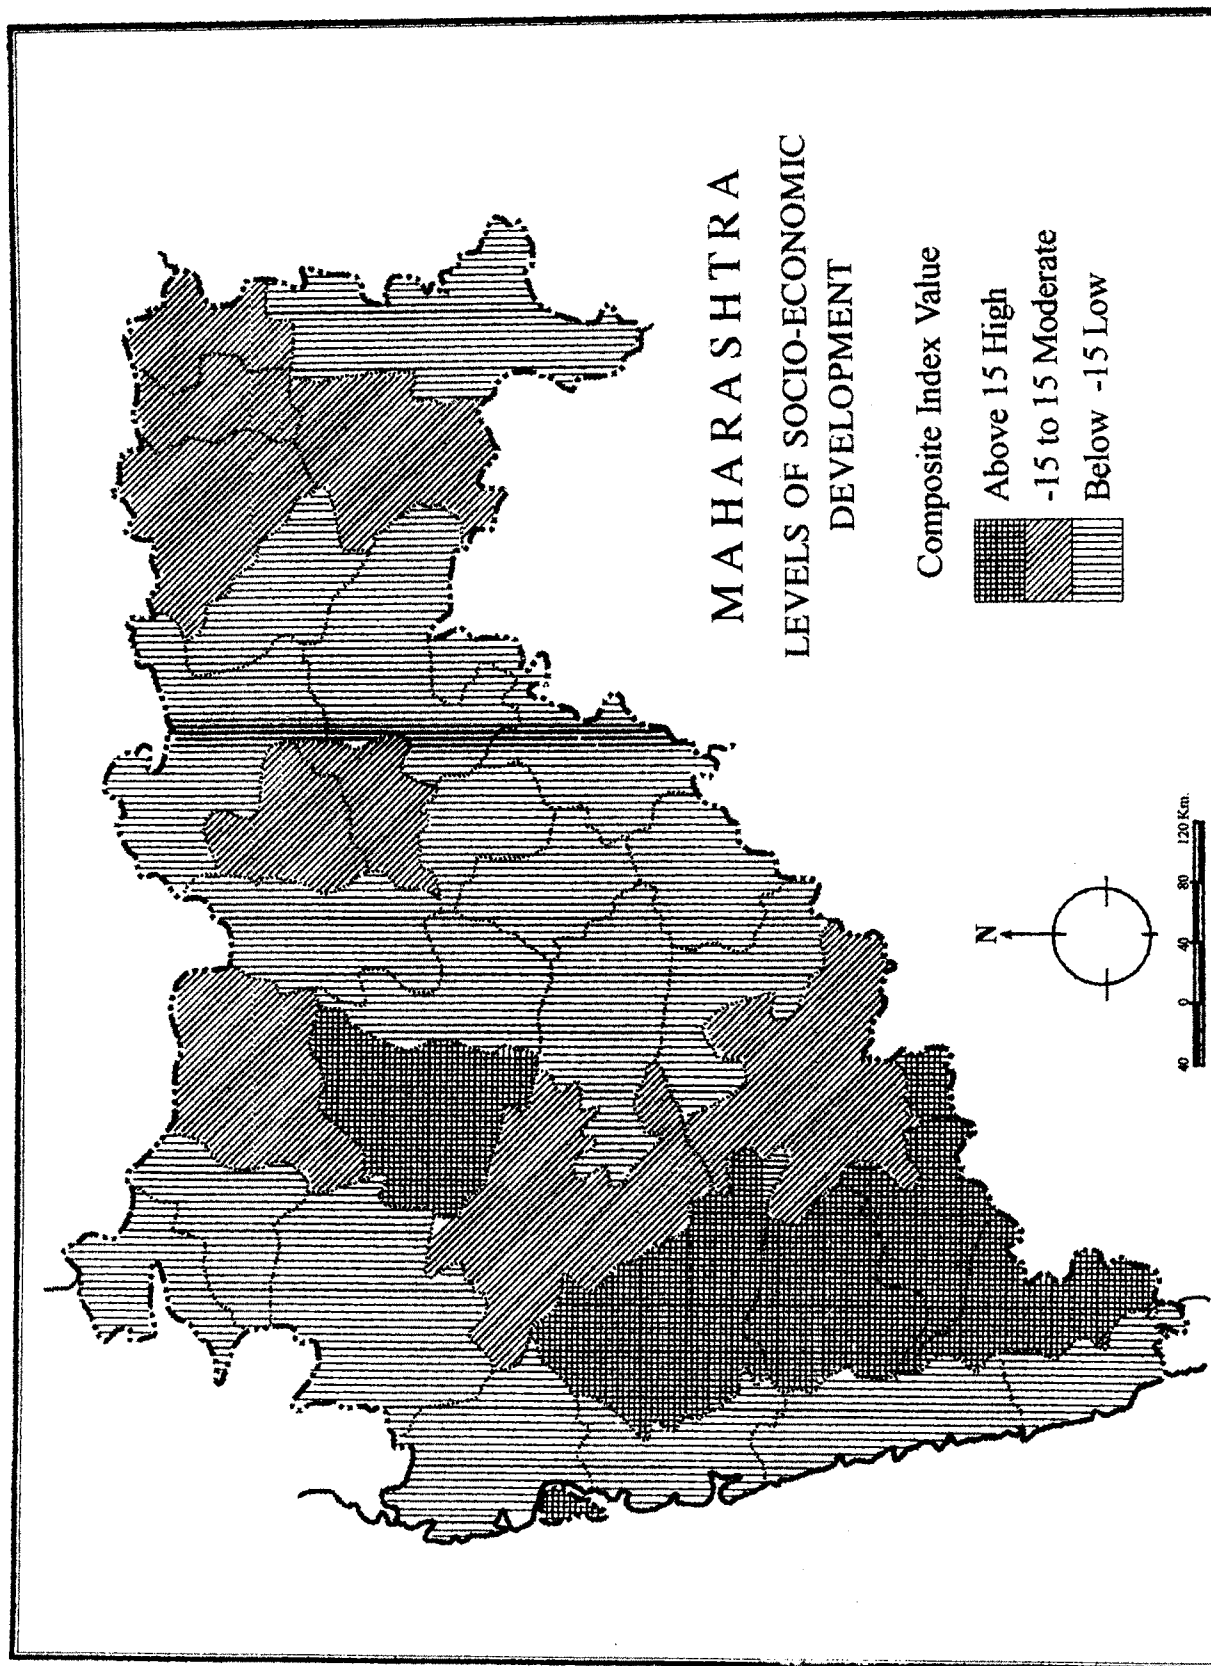 MAHARASHTRA
LEVELS OF SOCIO-ECONOMIC
DEVELOPMENT
Composite Index Value
Above 15 High
-15 to 15 Moderate
Below -15 Low
N
40 0 40 80 120 Km.